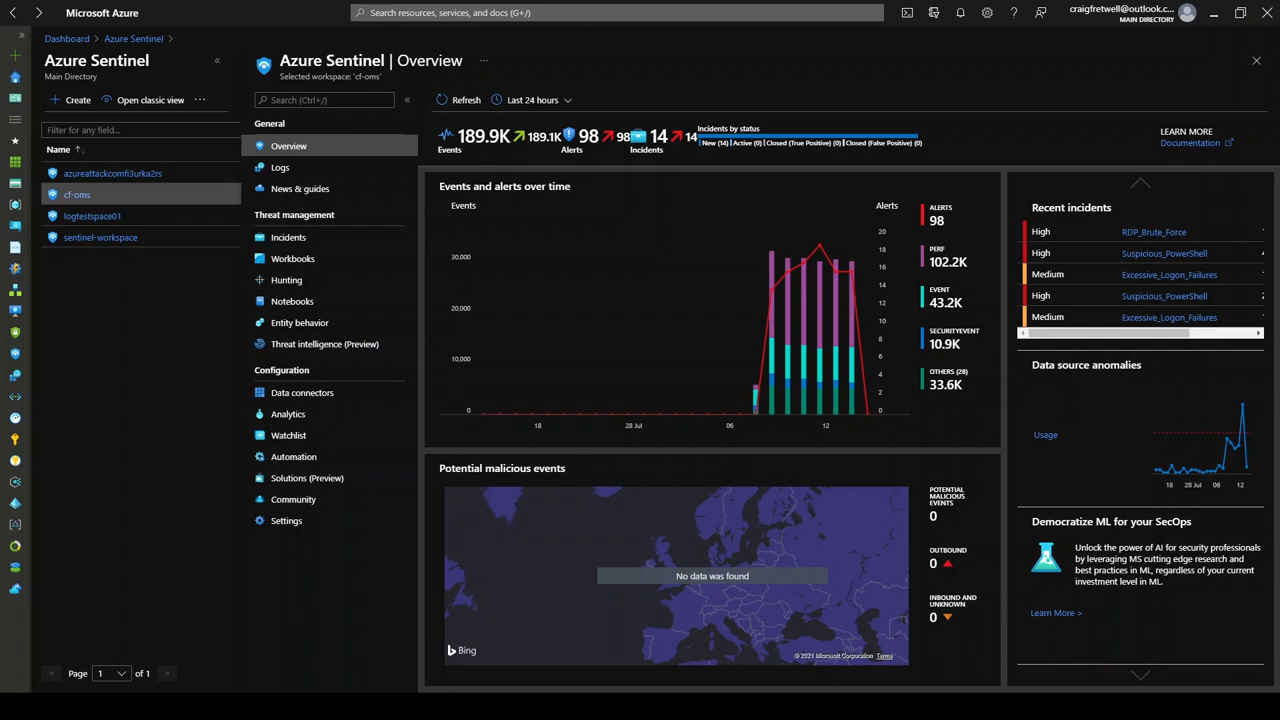 Microsoft Azure
Search resources, services, and docs (G+/)
craigfretwell@outlook.c...
MAIN DIRECTORY
Dashboard > Azure Sentinel >
Azure Sentinel
Main Directory
Create
Open classic view
Filter for any field...
Name
azureattackcomfi3urka2rs
cf-oms
logtestspace01
sentinel-workspace
Page 1 of 1
Azure Sentinel | Overview
Selected workspace: 'cf-oms'
Search (Ctrl+/)
General
Overview
Logs
News & guides
Threat management
Incidents
Workbooks
Hunting
Notebooks
Entity behavior
Threat intelligence (Preview)
Configuration
Data connectors
Analytics
Watchlist
Automation
Solutions (Preview)
Community
Settings
Refresh
Last 24 hours
189.9K 189.1K
Events
98 98
Alerts
14 14
Incidents
Incidents by status
New (14) Active (0) Closed (True Positive) (0) Closed (False Positive) (0)
LEARN MORE
Documentation
Events and alerts over time
Events
Alerts
30,000
20,000
10,000
0
20
18
16
14
12
10
8
6
4
2
0
18 28 Jul 06 12
ALERTS
98
PERF
102.2K
EVENT
43.2K
SECURITYEVENT
10.9K
OTHERS (28)
33.6K
Potential malicious events
No data was found
Bing
© 2021 Microsoft Corporation Terms
POTENTIAL
MALICIOUS
EVENTS
0
OUTBOUND
0
INBOUND AND
UNKNOWN
0
Recent incidents
High RDP_Brute_Force
High Suspicious_PowerShell
Medium Excessive_Logon_Failures
High Suspicious_PowerShell
Medium Excessive_Logon_Failures
Data source anomalies
Usage
18 28 Jul 06 12
Democratize ML for your SecOps
Unlock the power of AI for security professionals
by leveraging MS cutting edge research and
best practices in ML, regardless of your current
investment level in ML.
Learn More >